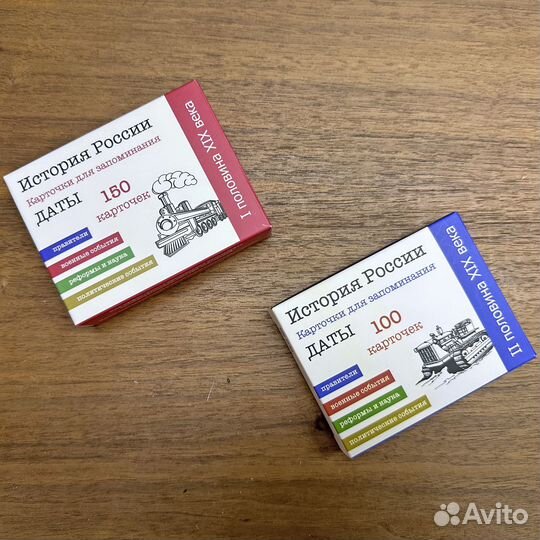 История России
Карточки для запоминания
ДАТЫ
150
карточек
правители
военные события
реформы и наука
политические события
I половина XIX века
История России
Карточки для запоминания
ДАТЫ
100
карточек
правители
военные события
реформы и наука
политические события
II половина XIX века
Avito